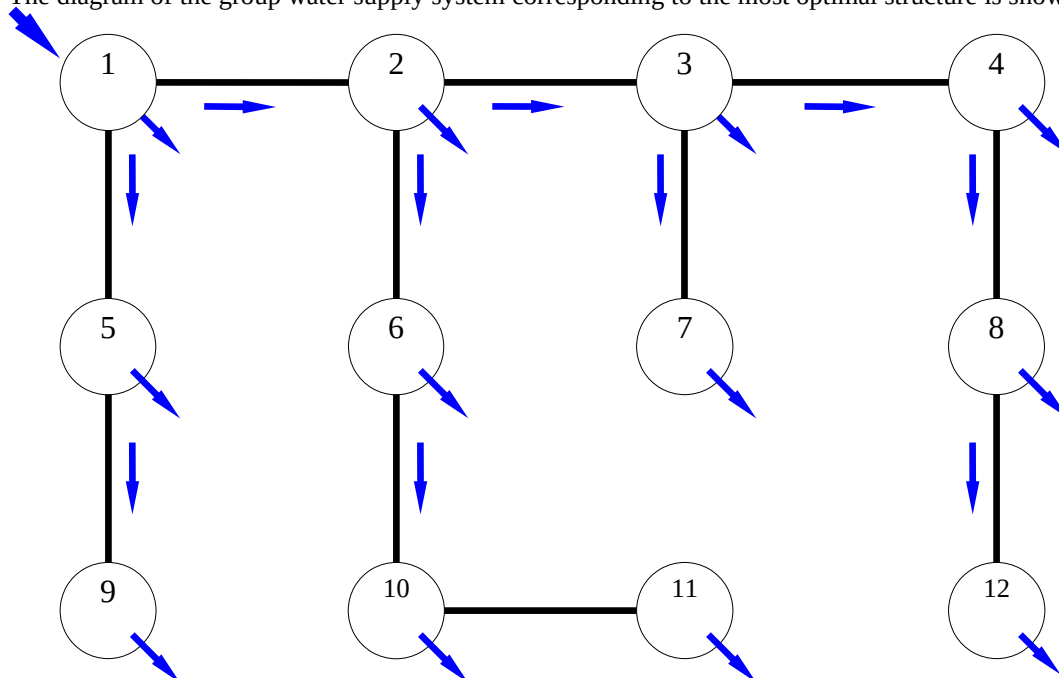 The diagram of the group water supply system corresponding to the most optimal structure is
1 2 3 4
5 6 7 8
9 10 11 12